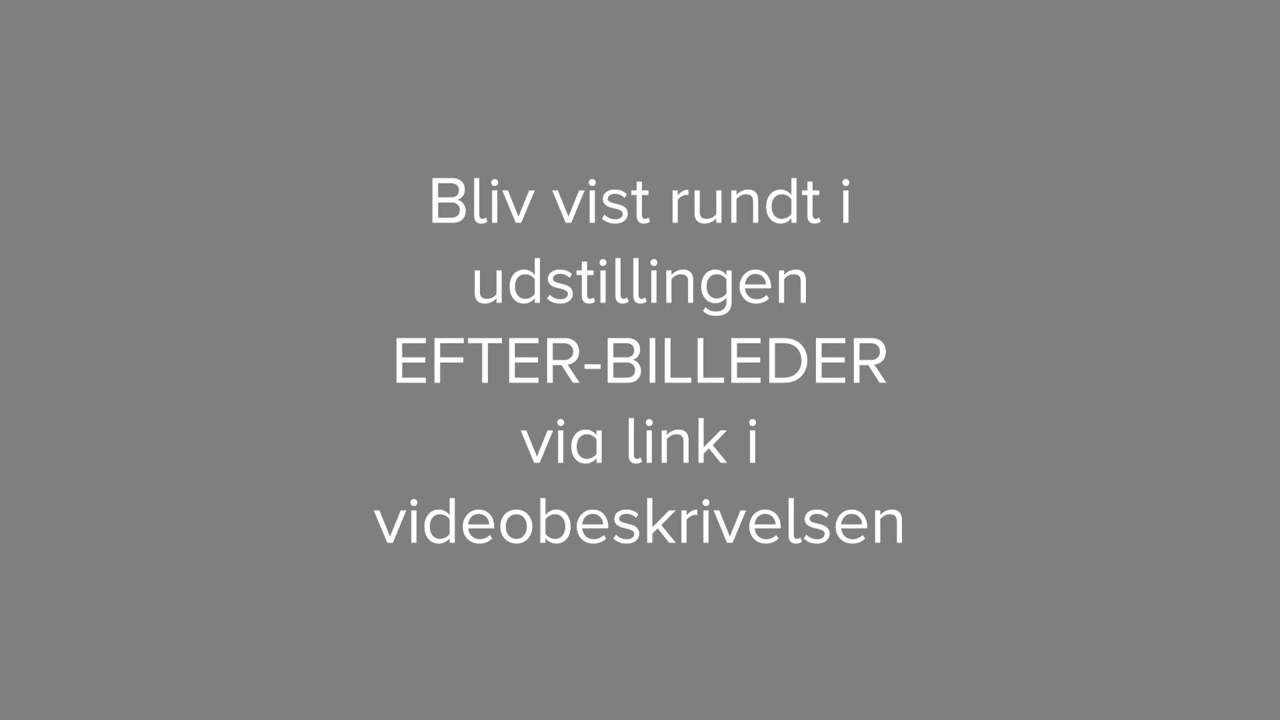 Bliv vist rundt i
udstillingen
EFTER-BILLEDER
via link i
videobeskrivelsen